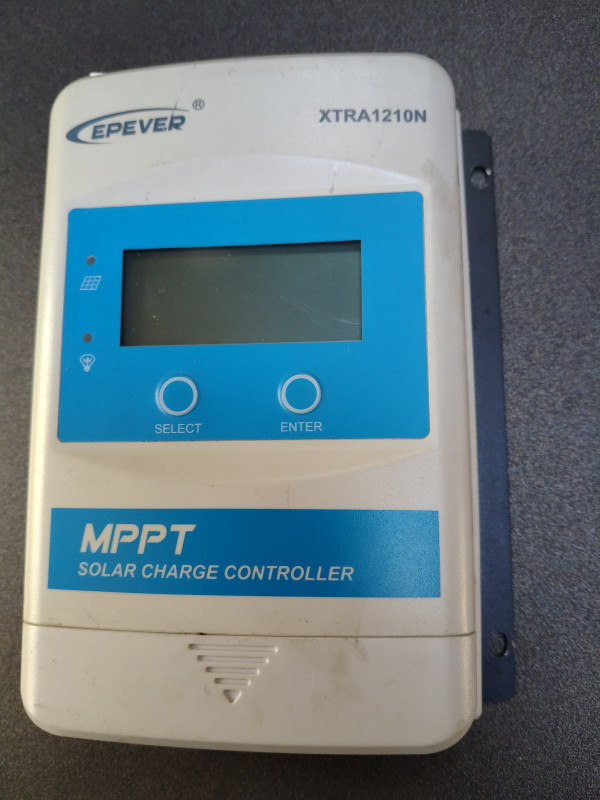 EPEVER®
XTRA1210N
SELECT
ENTER
MPPT
SOLAR CHARGE CONTROLLER